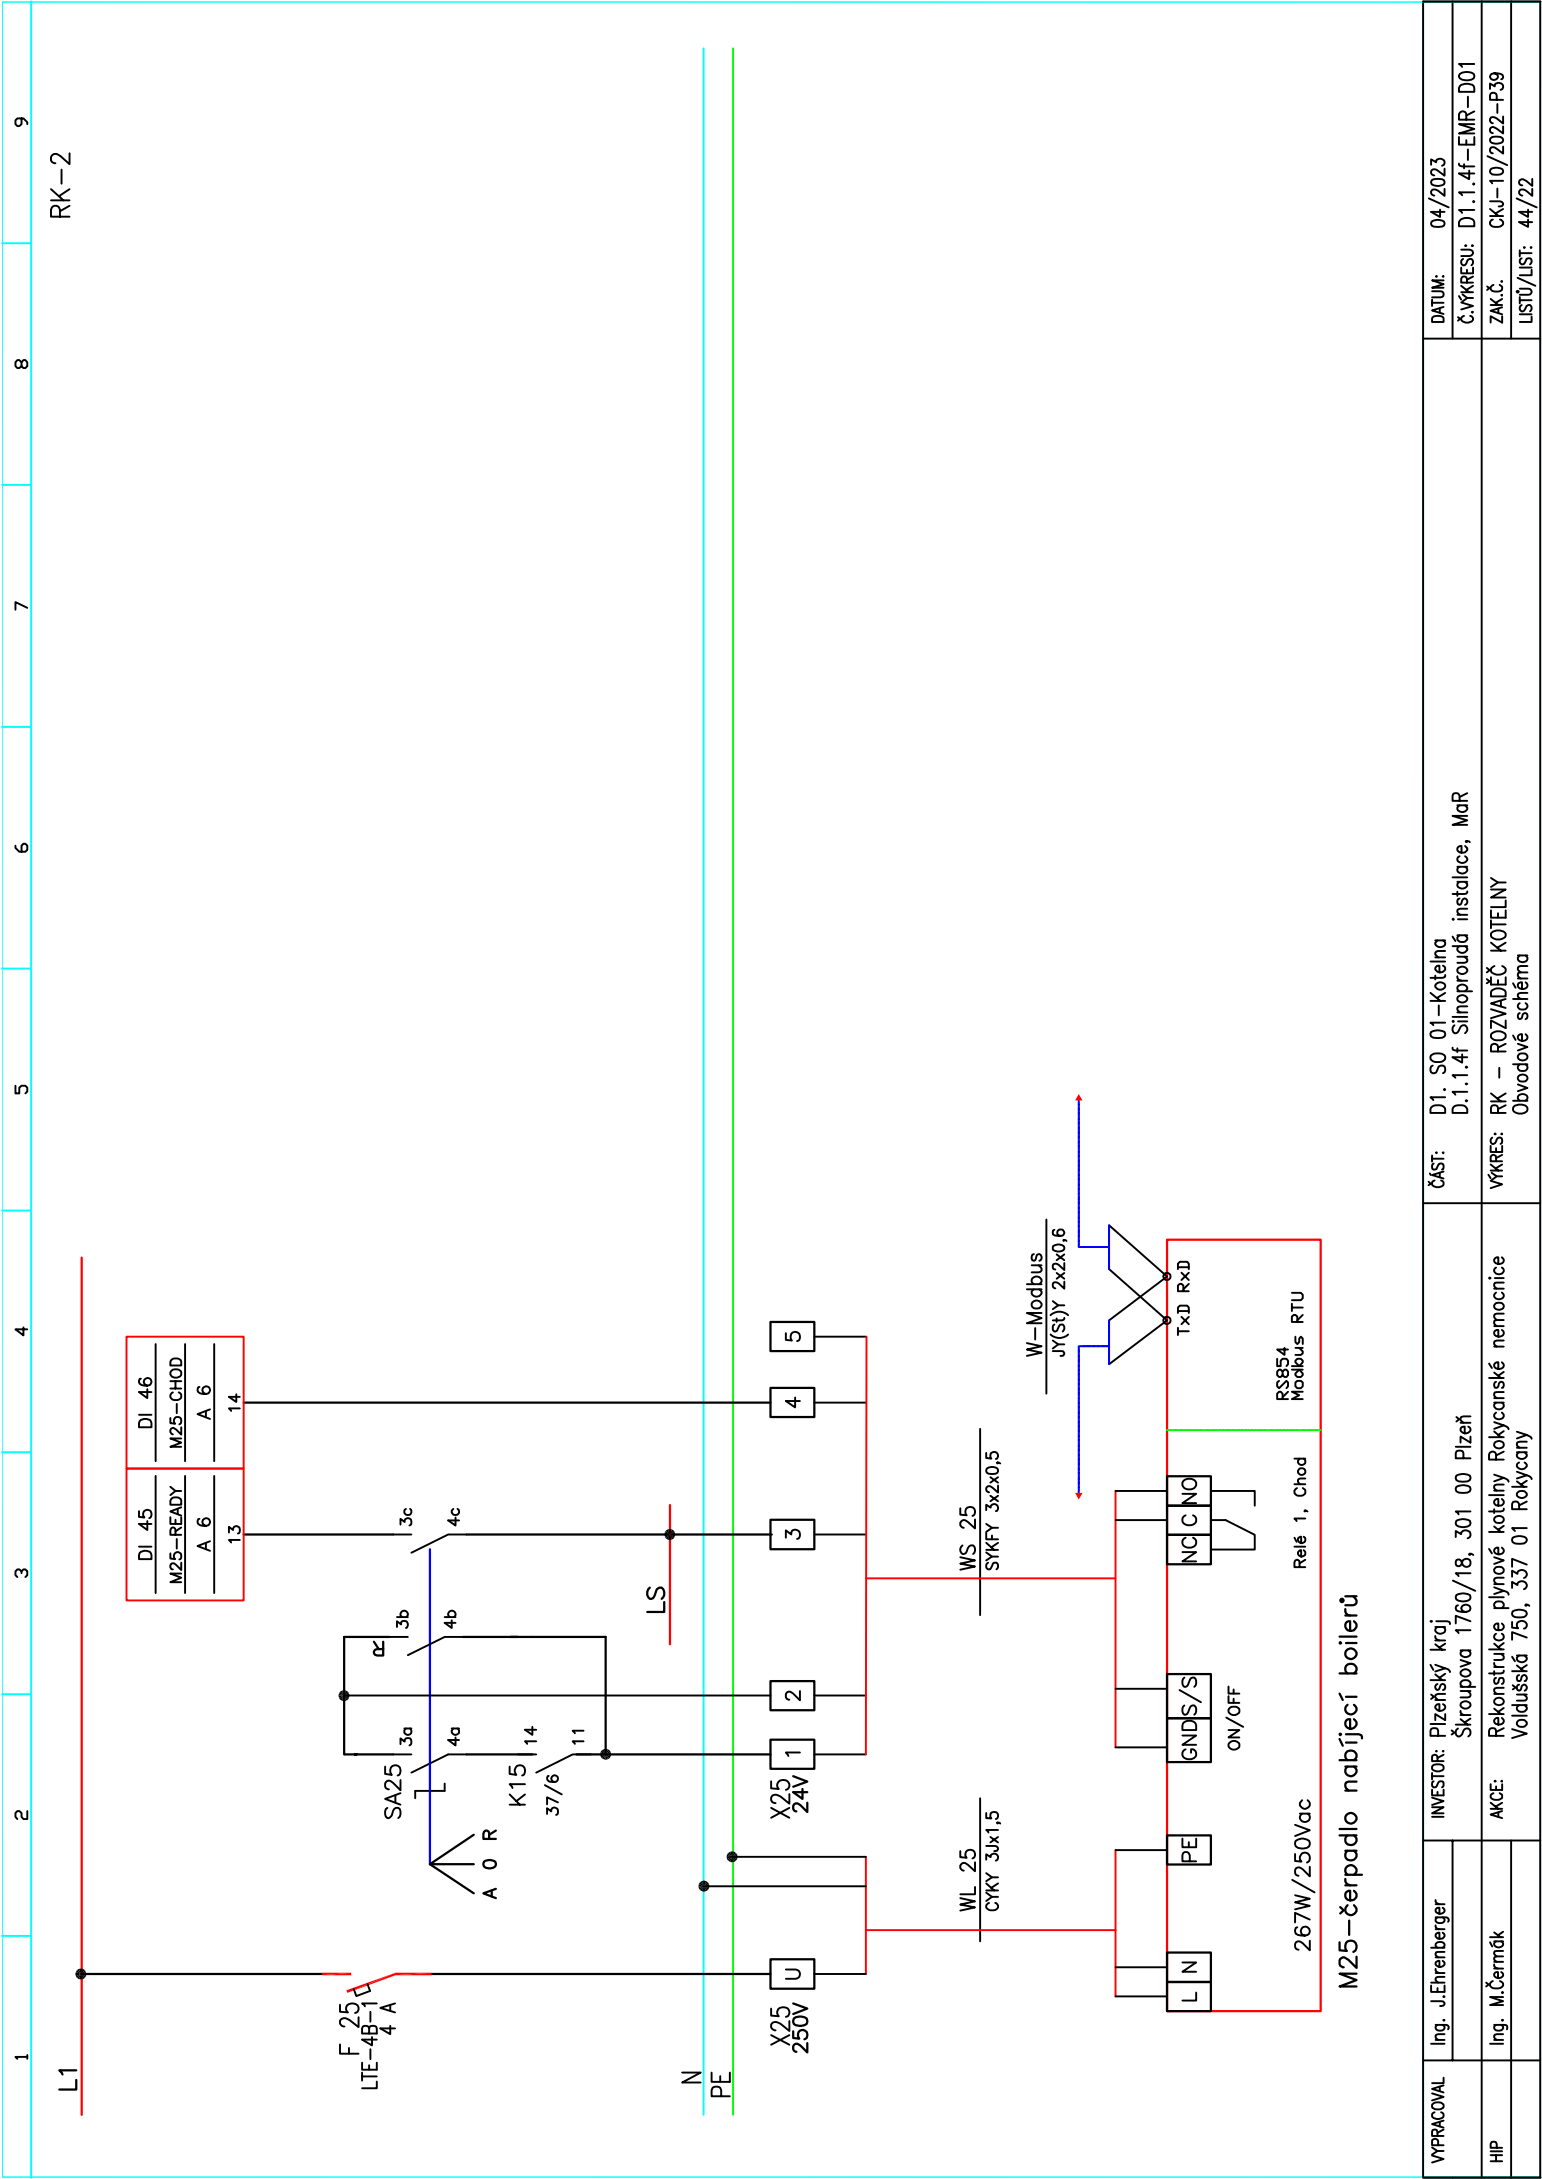 1 2 3 4 5 6 7 8 9
RK-2
L1
DI 45 DI 46
M25-READY M25-CHOD
A 6 A 6
13 14
F 25
LTE-4B-1
4 A
SA25
3a 4a
R 3b 4b
3c 4c
A O R
K15
37/6
14
11
LS
N
PE
X25
250V
U
X25
24V
1 2 3 4 5
WL 25
CYKY 3Jx1,5
WS 25
SYKFY 3x2x0,5
W-Modbus
JY(St)Y 2x2x0,6
L N PE GND S/S NC C NO TxD RxD
ON/OFF
267W/250Vac
Relé 1, Chod
RS854
Modbus RTU
M25-čerpadlo nabíjecí boilerů
VYPRACOVAL Ing. J.Ehrenberger
HIP Ing. M.Čermák
INVESTOR: Plzeňský kraj
Škroupova 1760/18, 301 00 Plzeň
AKCE: Rekonstrukce plynové kotelny Rokycanské nemocnice
Voldušská 750, 337 01 Rokycany
ČÁST: D1. SO 01-Kotelna
D.1.1.4f Silnoproudá instalace, MaR
VÝKRES: RK - ROZVADĚČ KOTELNY
Obvodové schéma
DATUM: 04/2023
Č.VÝKRESU: D1.1.4f-EMR-D01
ZAK.Č. CKJ-10/2022-P39
LISTŮ/LIST: 44/22